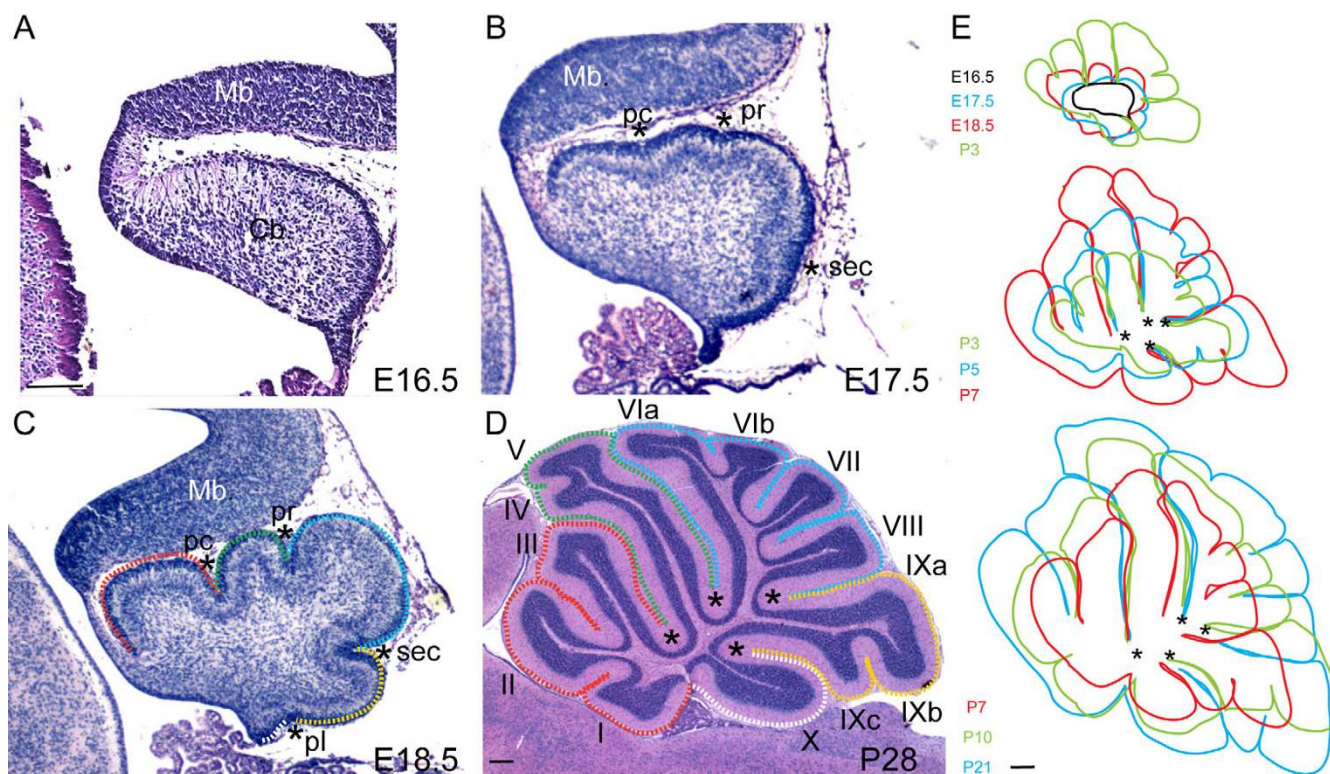 A
Mb
Cb
E16.5
B
Mb.
pc
*
*
pr
* sec
E17.5
C
Mb
pc
*
pr
*
* sec
* pl
E18.5
D
VIa
VIb
V
VII
IV
VIII
III
IXa
*
*
*
*
II
I
X
IXc
IXb
P28
E
E16.5
E17.5
E18.5
P3
* * *
* *
P3
P5
P7
* *
* *
P7
P10
P21